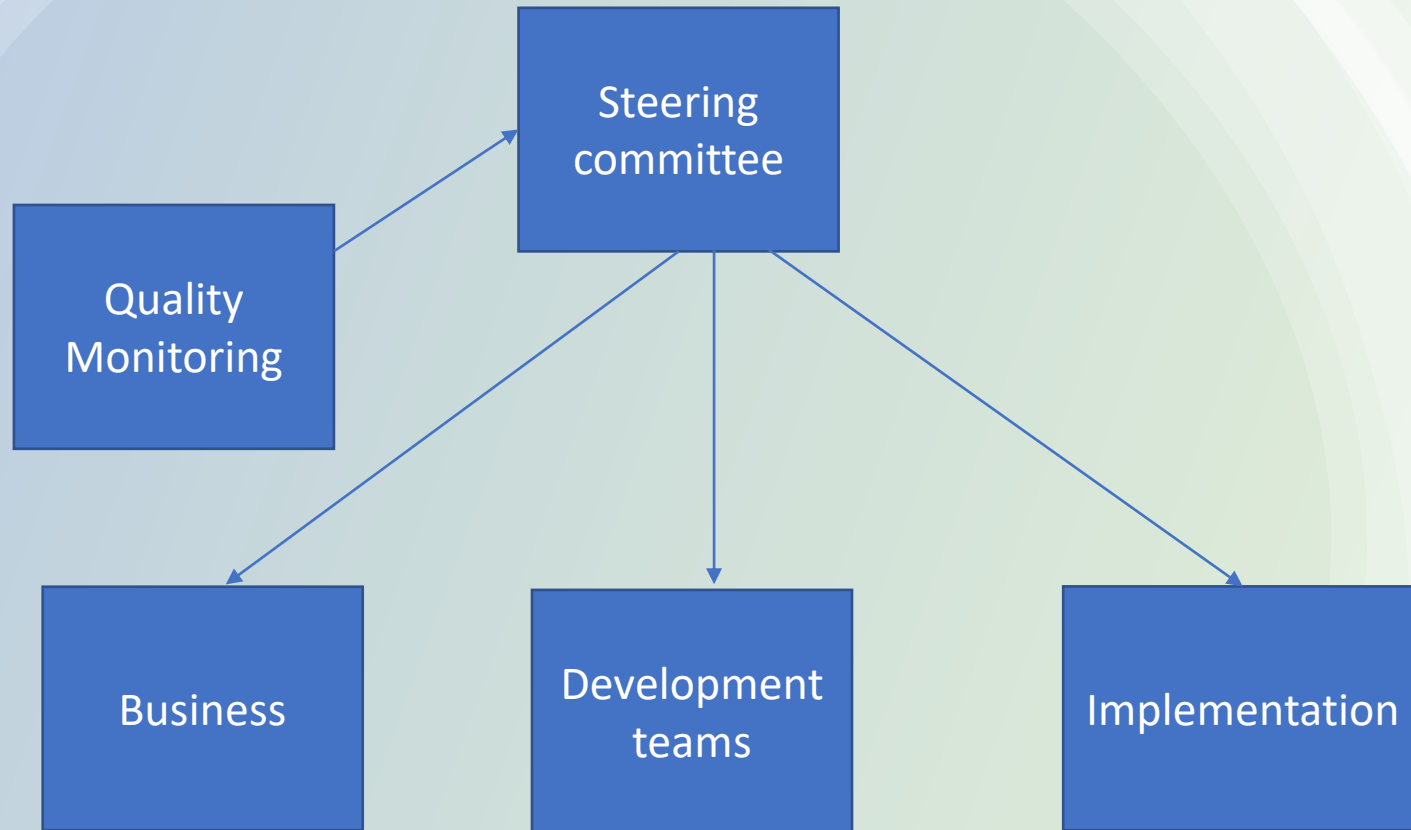 Steering
committee
Quality
Monitoring
Business
Development
teams
Implementation